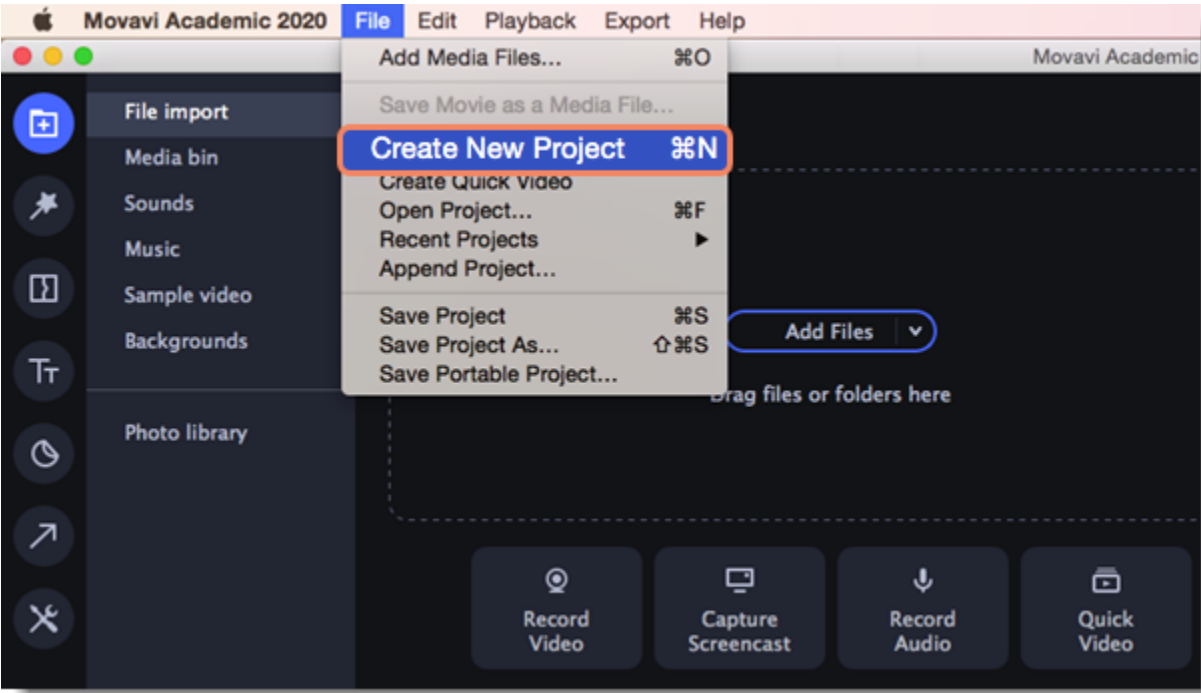 Movavi Academic 2020 File Edit Playback Export Help
Movavi Academic
Add Media Files... ⌘O
Save Movie as a Media File...
Create New Project ⌘N
Create Quick Video
Open Project... ⌘F
Recent Projects ▶
Append Project...
Save Project ⌘S
Save Project As... ⇧⌘S
Save Portable Project...
File import
Media bin
Sounds
Music
Sample video
Backgrounds
Photo library
Add Files
Drag files or folders here
Record
Video
Capture
Screencast
Record
Audio
Quick
Video